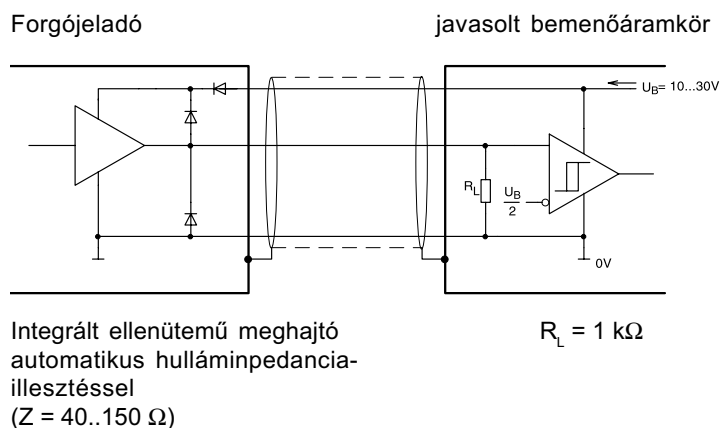 Forgójeladó
javasolt bemenőáramkör
U_B= 10...30V
R_L
U_B
2
0V
Integrált ellenütemű meghajtó
automatikus hulláminpedancia-
illesztéssel
(Z = 40..150 Ω)
R_L = 1 kΩ